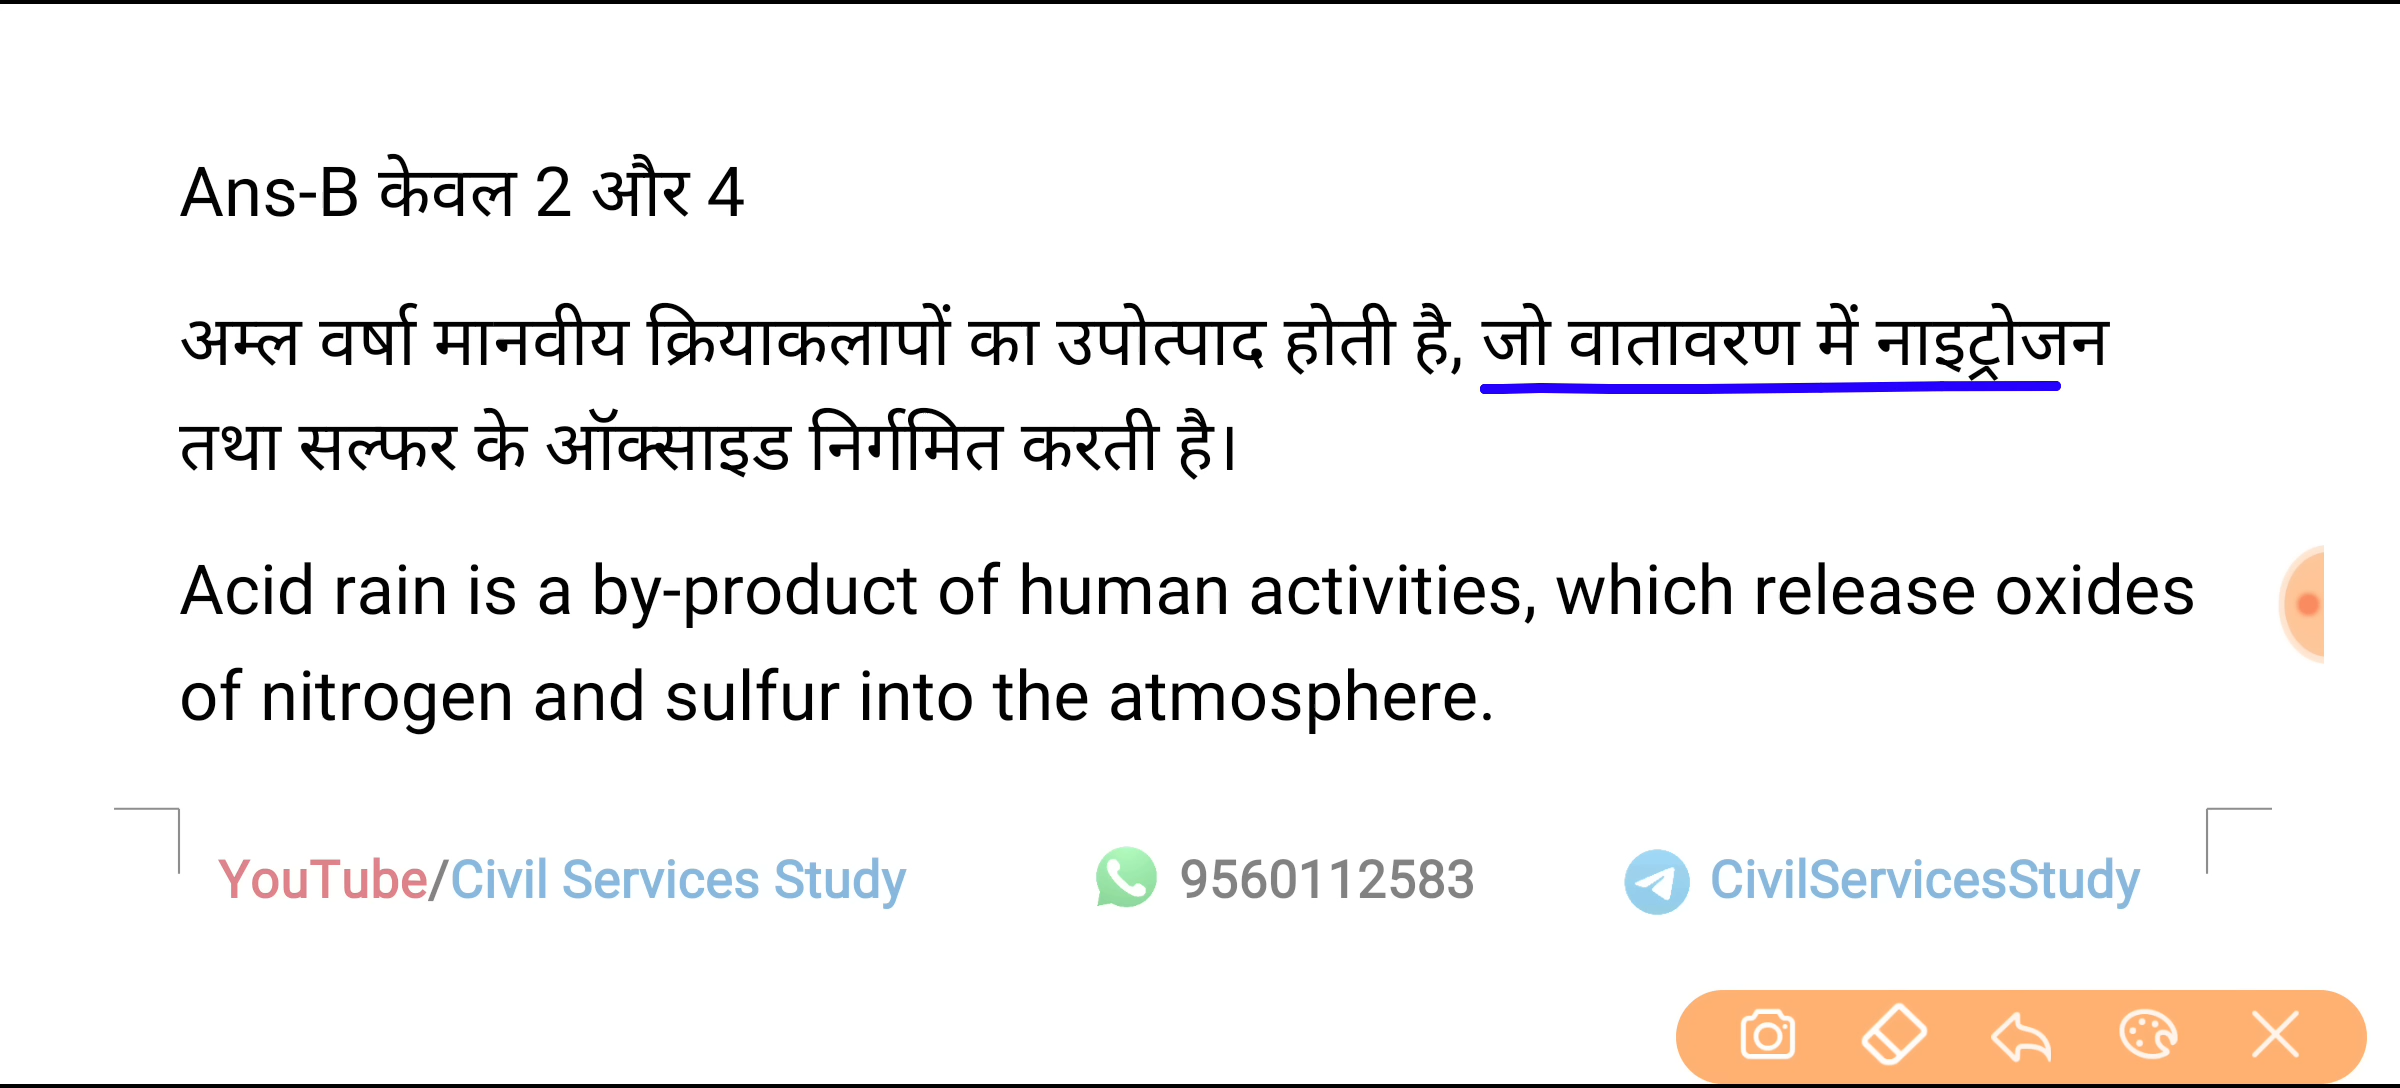 Ans-B केवल 2 और 4
अम्ल वर्षा मानवीय क्रियाकलापों का उपोत्पाद होती है, जो वातावरण में नाइट्रोजन
तथा सल्फर के ऑक्साइड निर्गमित करती है।
Acid rain is a by-product of human activities, which release oxides
of nitrogen and sulfur into the atmosphere.
YouTube/Civil Services Study 9560112583 CivilServicesStudy